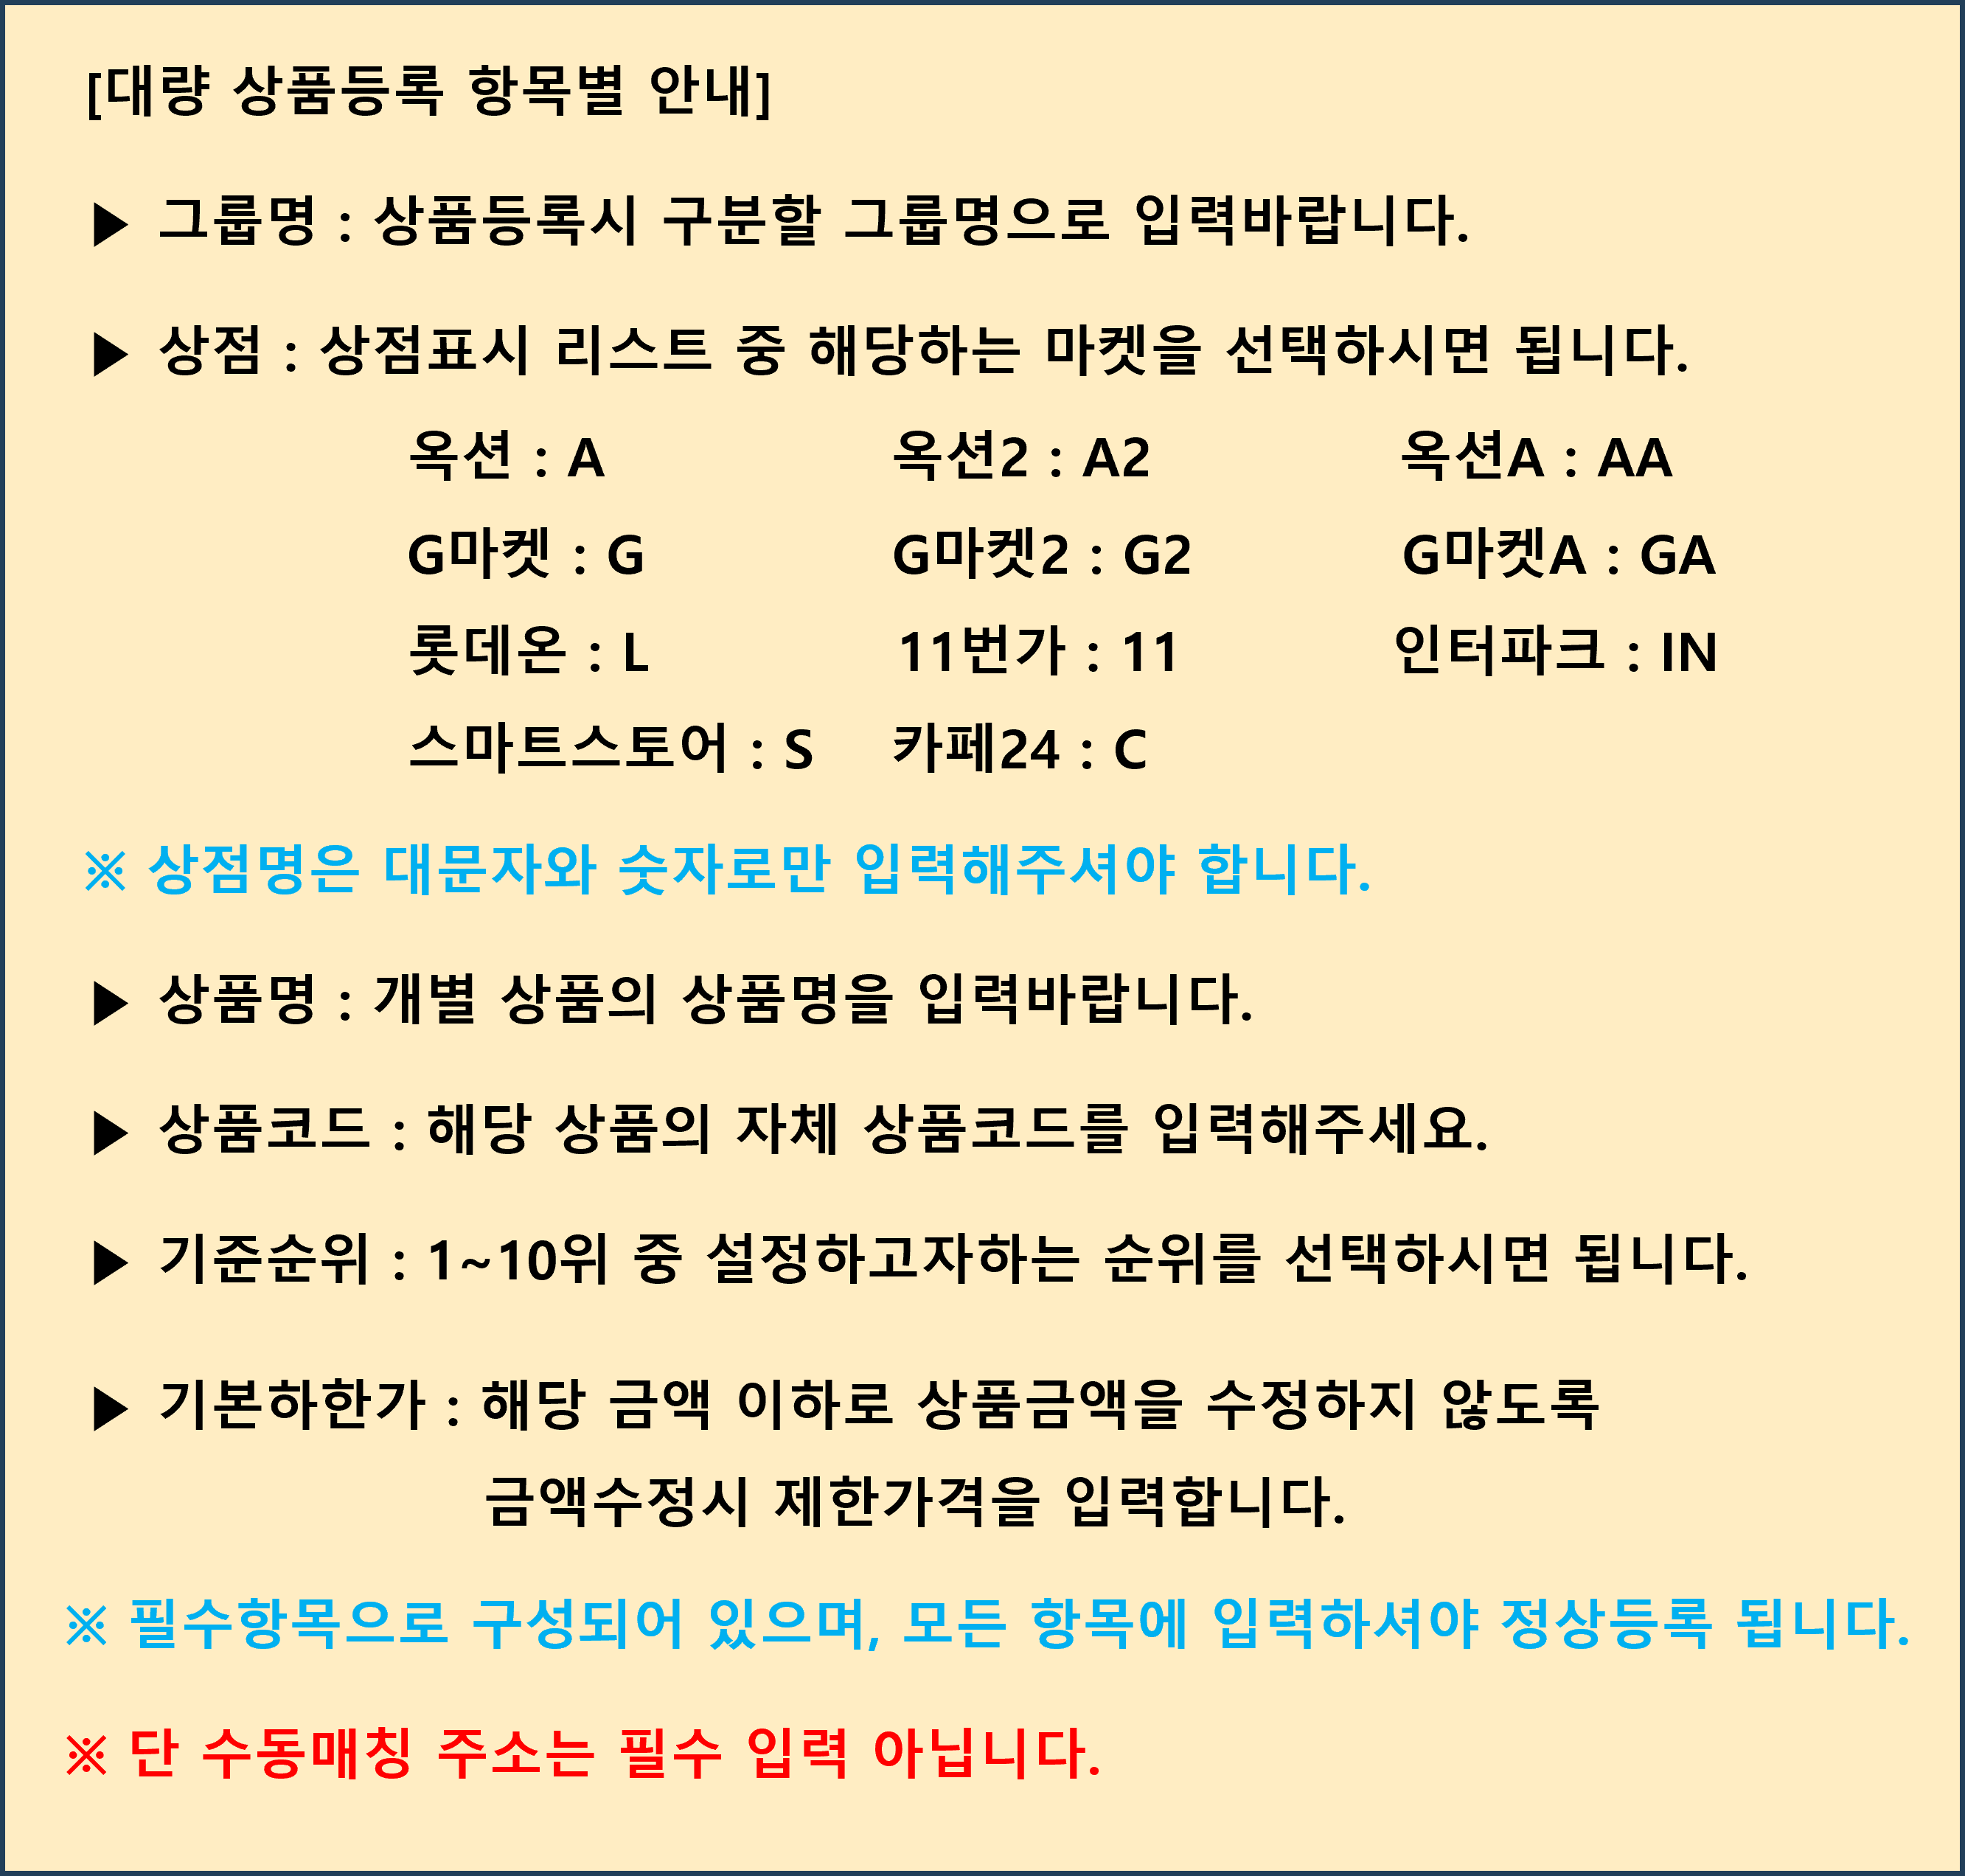 [대량 상품등록 항목별 안내]
▶ 그룹명 : 상품등록시 구분할 그룹명으로 입력바랍니다.
▶ 상점 : 상점표시 리스트 중 해당하는 마켓을 선택하시면 됩니다.
옥션 : A 옥션2 : A2 옥션A : AA
G마켓 : G G마켓2 : G2 G마켓A : GA
롯데온 : L 11번가 : 11 인터파크 : IN
스마트스토어 : S 카페24 : C
※ 상점명은 대문자와 숫자로만 입력해주셔야 합니다.
▶ 상품명 : 개별 상품의 상품명을 입력바랍니다.
▶ 상품코드 : 해당 상품의 자체 상품코드를 입력해주세요.
▶ 기준순위 : 1~10위 중 설정하고자하는 순위를 선택하시면 됩니다.
▶ 기본하한가 : 해당 금액 이하로 상품금액을 수정하지 않도록
금액수정시 제한가격을 입력합니다.
※ 필수항목으로 구성되어 있으며, 모든 항목에 입력하셔야 정상등록 됩니다.
※ 단 수동매칭 주소는 필수 입력 아닙니다.